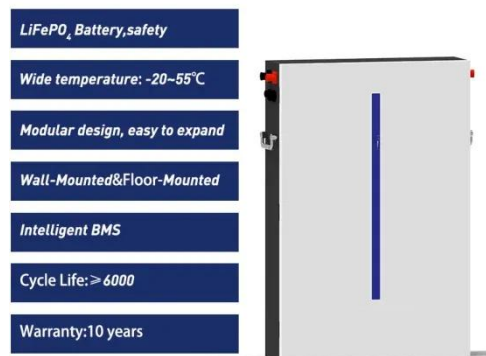 LiFePO₄ Battery,safety
Wide temperature: -20~55℃
Modular design, easy to expand
Wall-Mounted&Floor-Mounted
Intelligent BMS
Cycle Life:≥6000
Warranty:10 years